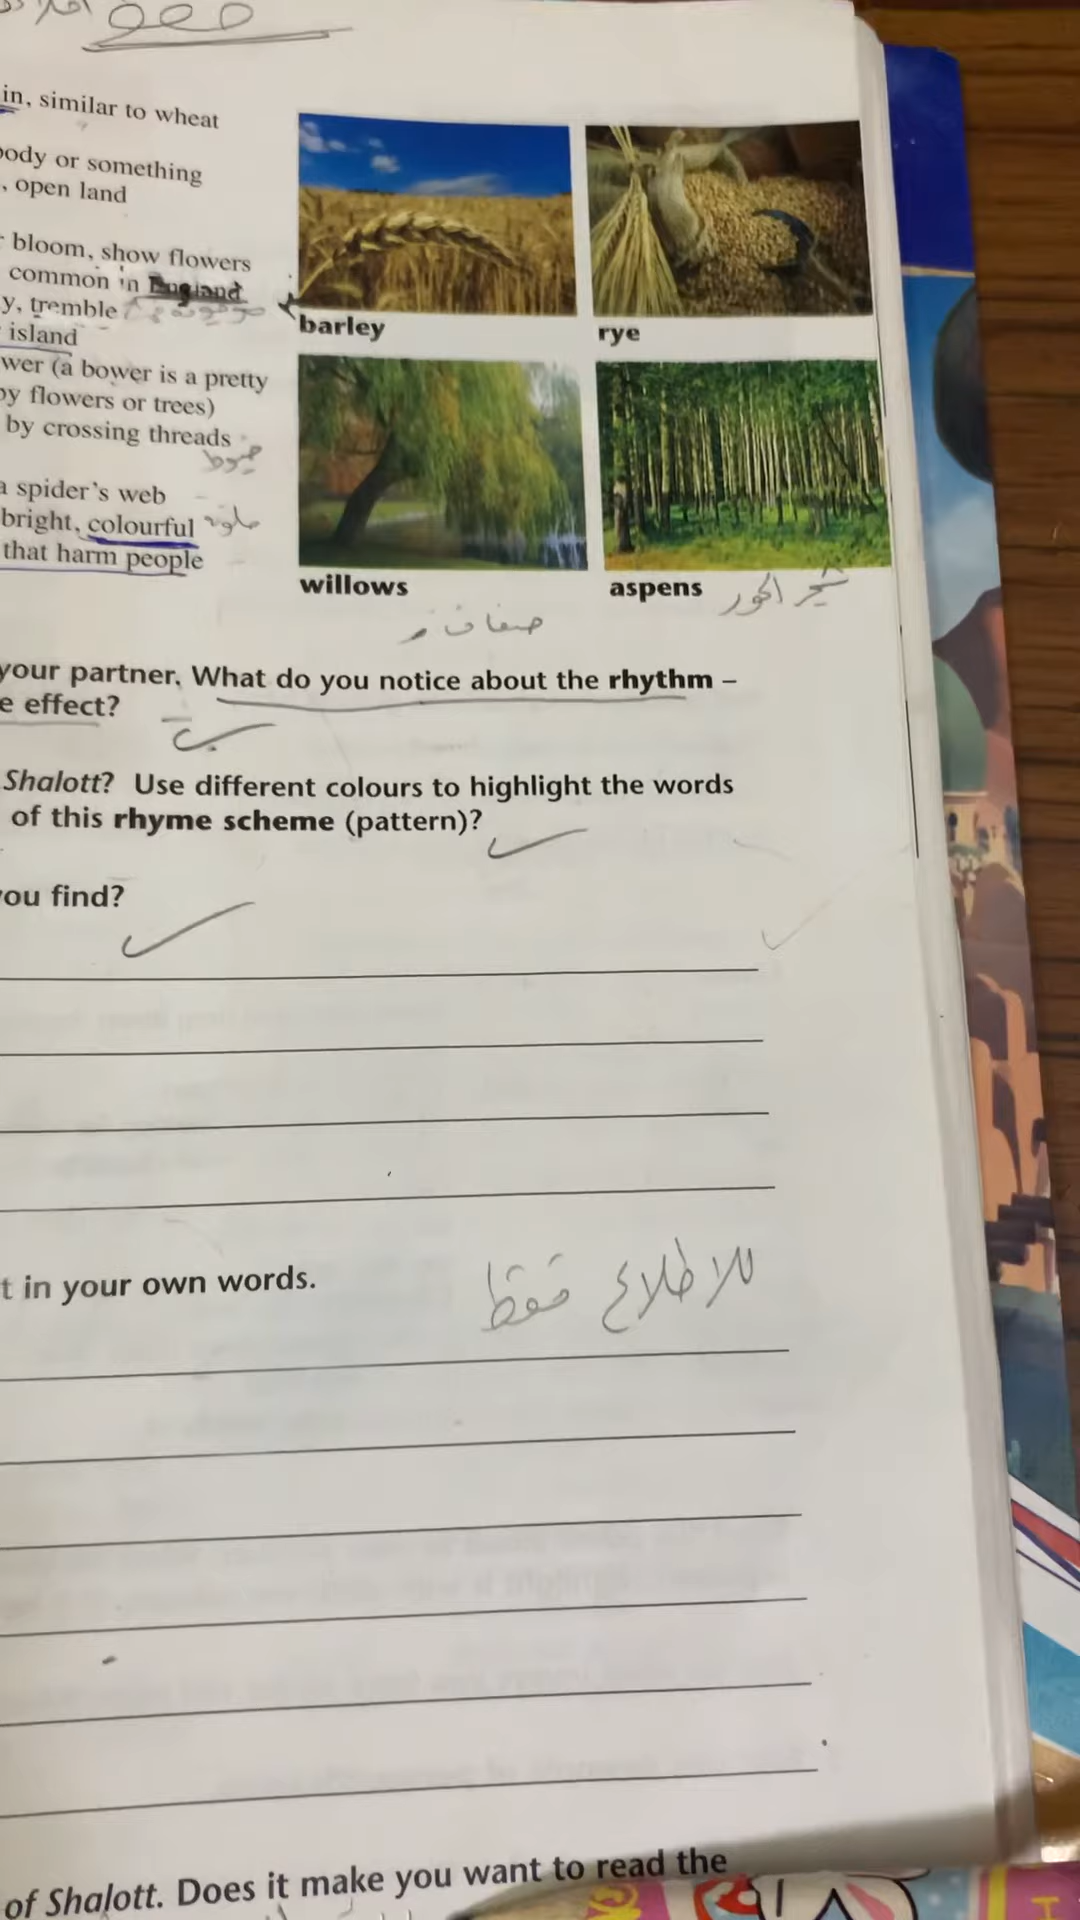 in, similar to wheat
body or something
, open land
bloom, show flowers
common in England
y, tremble
island
wer (a bower is a pretty
by flowers or trees)
by crossing threads
خيوط
a spider's web
bright, colourful
that harm people
barley
rye
willows
aspens
شجر الحور
your partner. What do you notice about the rhythm –
e effect?
Shalott? Use different colours to highlight the words
of this rhyme scheme (pattern)?
you find?
t in your own words.
للاطلاع فقط
of Shalott. Does it make you want to read the